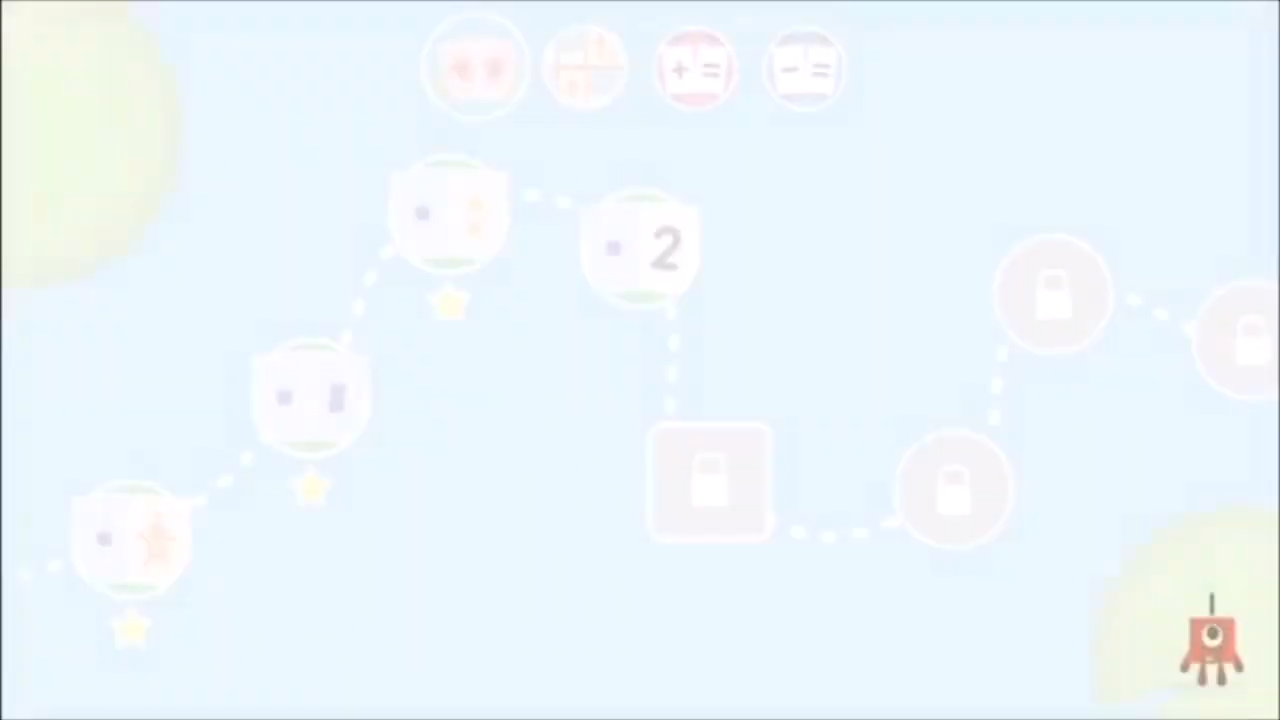 + =
- =
2